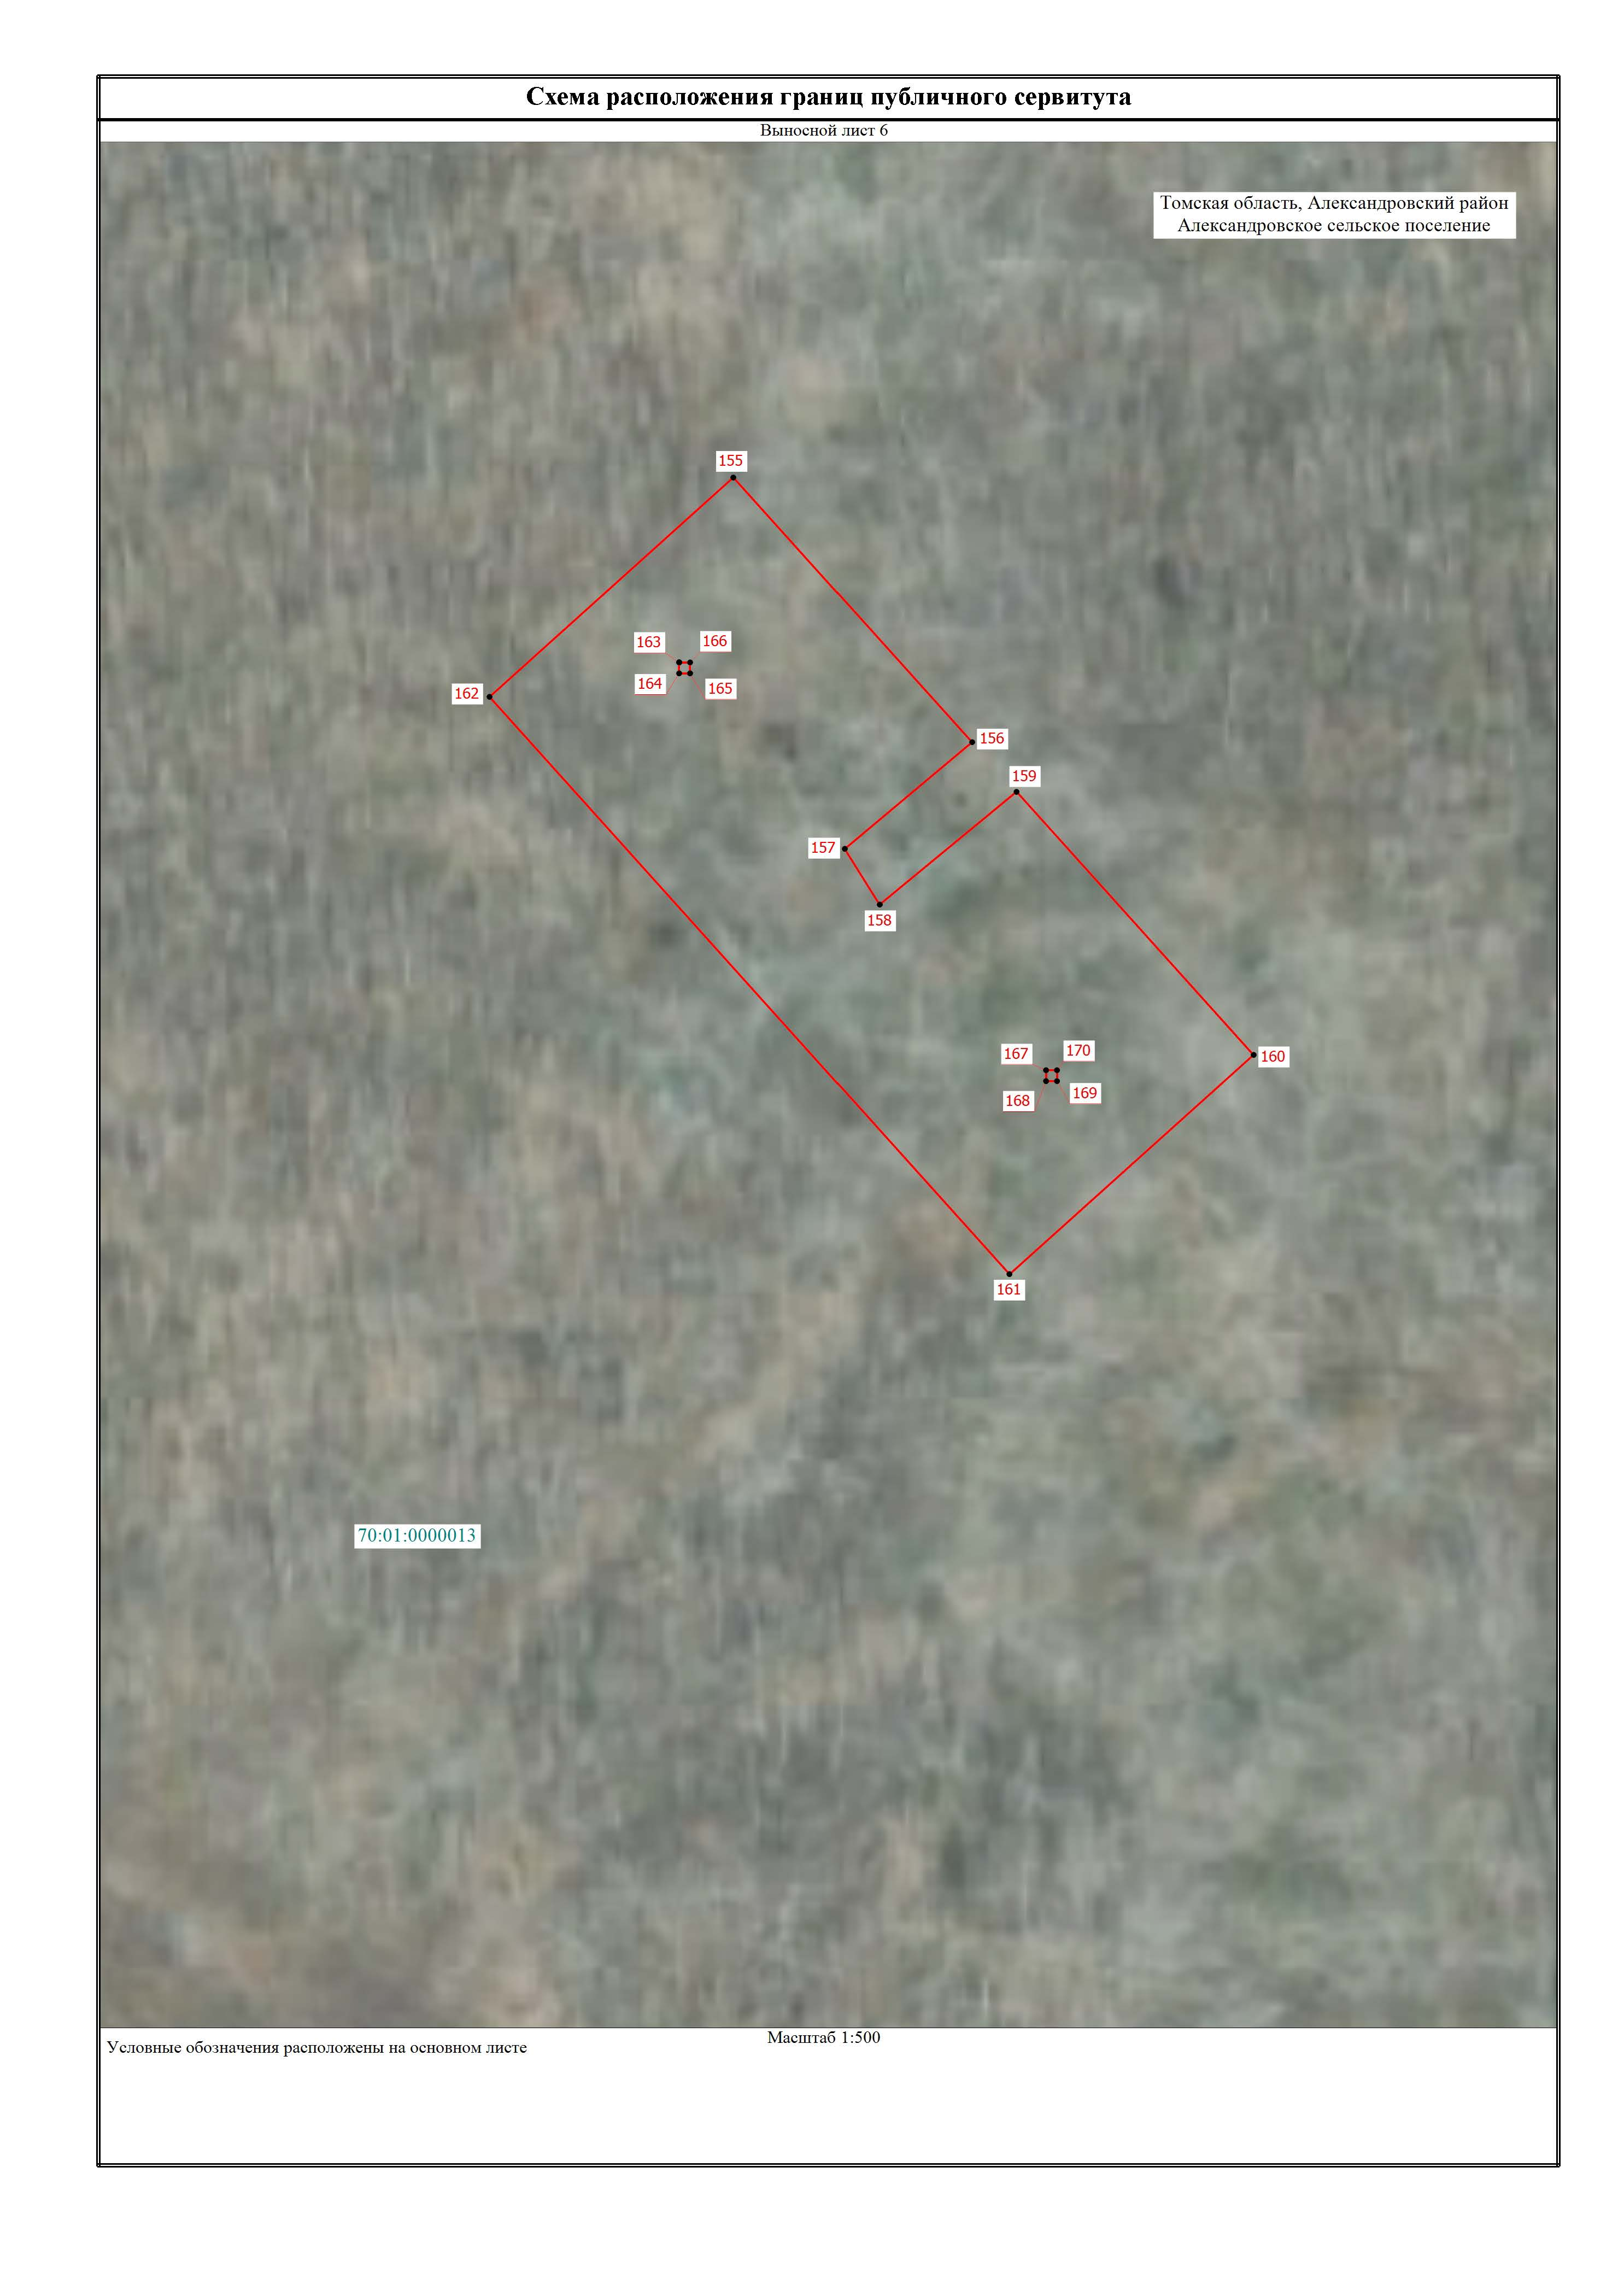 Схема расположения границ публичного сервитута
Выносной лист 6
Томская область, Александровский район
Александровское сельское поселение
155
163
166
164
165
162
156
159
157
158
167
170
160
168
169
161
70:01:0000013
Масштаб 1:500
Условные обозначения расположены на основном листе